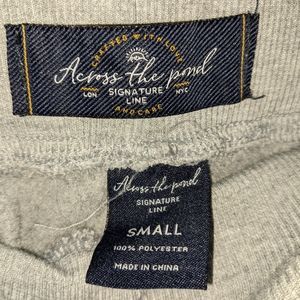 CRAFTED WITH LOVE
Across the pond
LDN SIGNATURE NYC
LINE
AND CARE
Across the pond
SIGNATURE
LINE
SMALL
100% POLYESTER
MADE IN CHINA